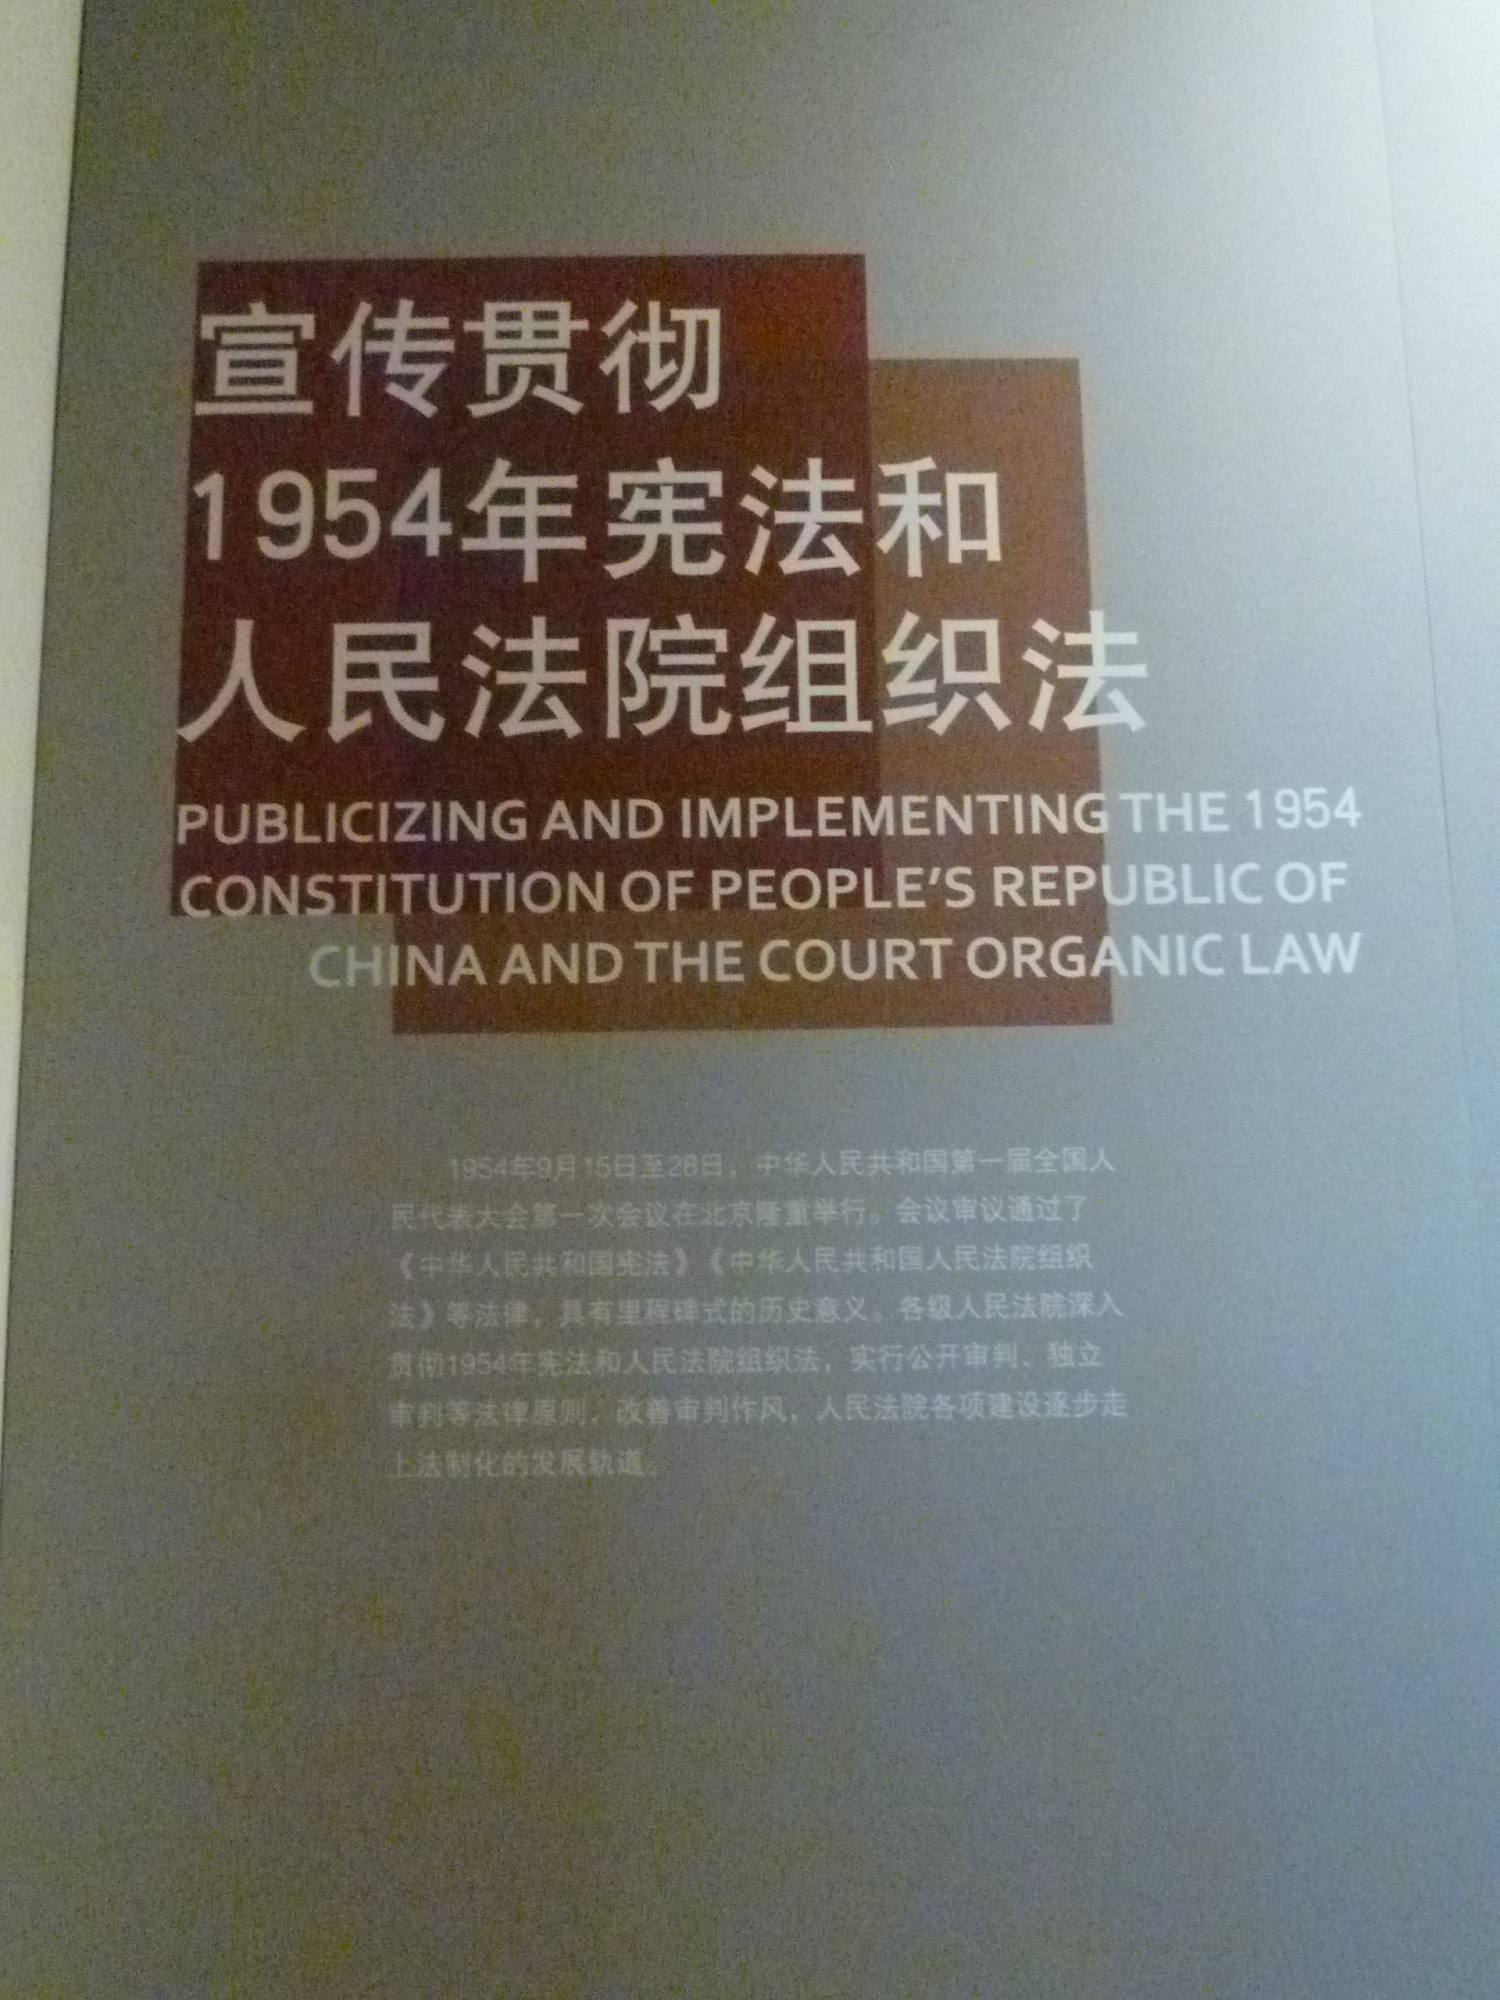 宣传贯彻
1954年宪法和
人民法院组织法
PUBLICIZING AND IMPLEMENTING THE 1954
CONSTITUTION OF PEOPLE'S REPUBLIC OF
CHINA AND THE COURT ORGANIC LAW
1954年9月15日至28日，中华人民共和国第一届全国人
民代表大会第一次会议在北京隆重举行。会议审议通过了
《中华人民共和国宪法》《中华人民共和国人民法院组织
法》等法律，具有里程碑式的历史意义。各级人民法院深入
贯彻1954年宪法和人民法院组织法，实行公开审判、独立
审判等法律原则，改善审判作风，人民法院各项建设逐步走
上法制化的发展轨道。